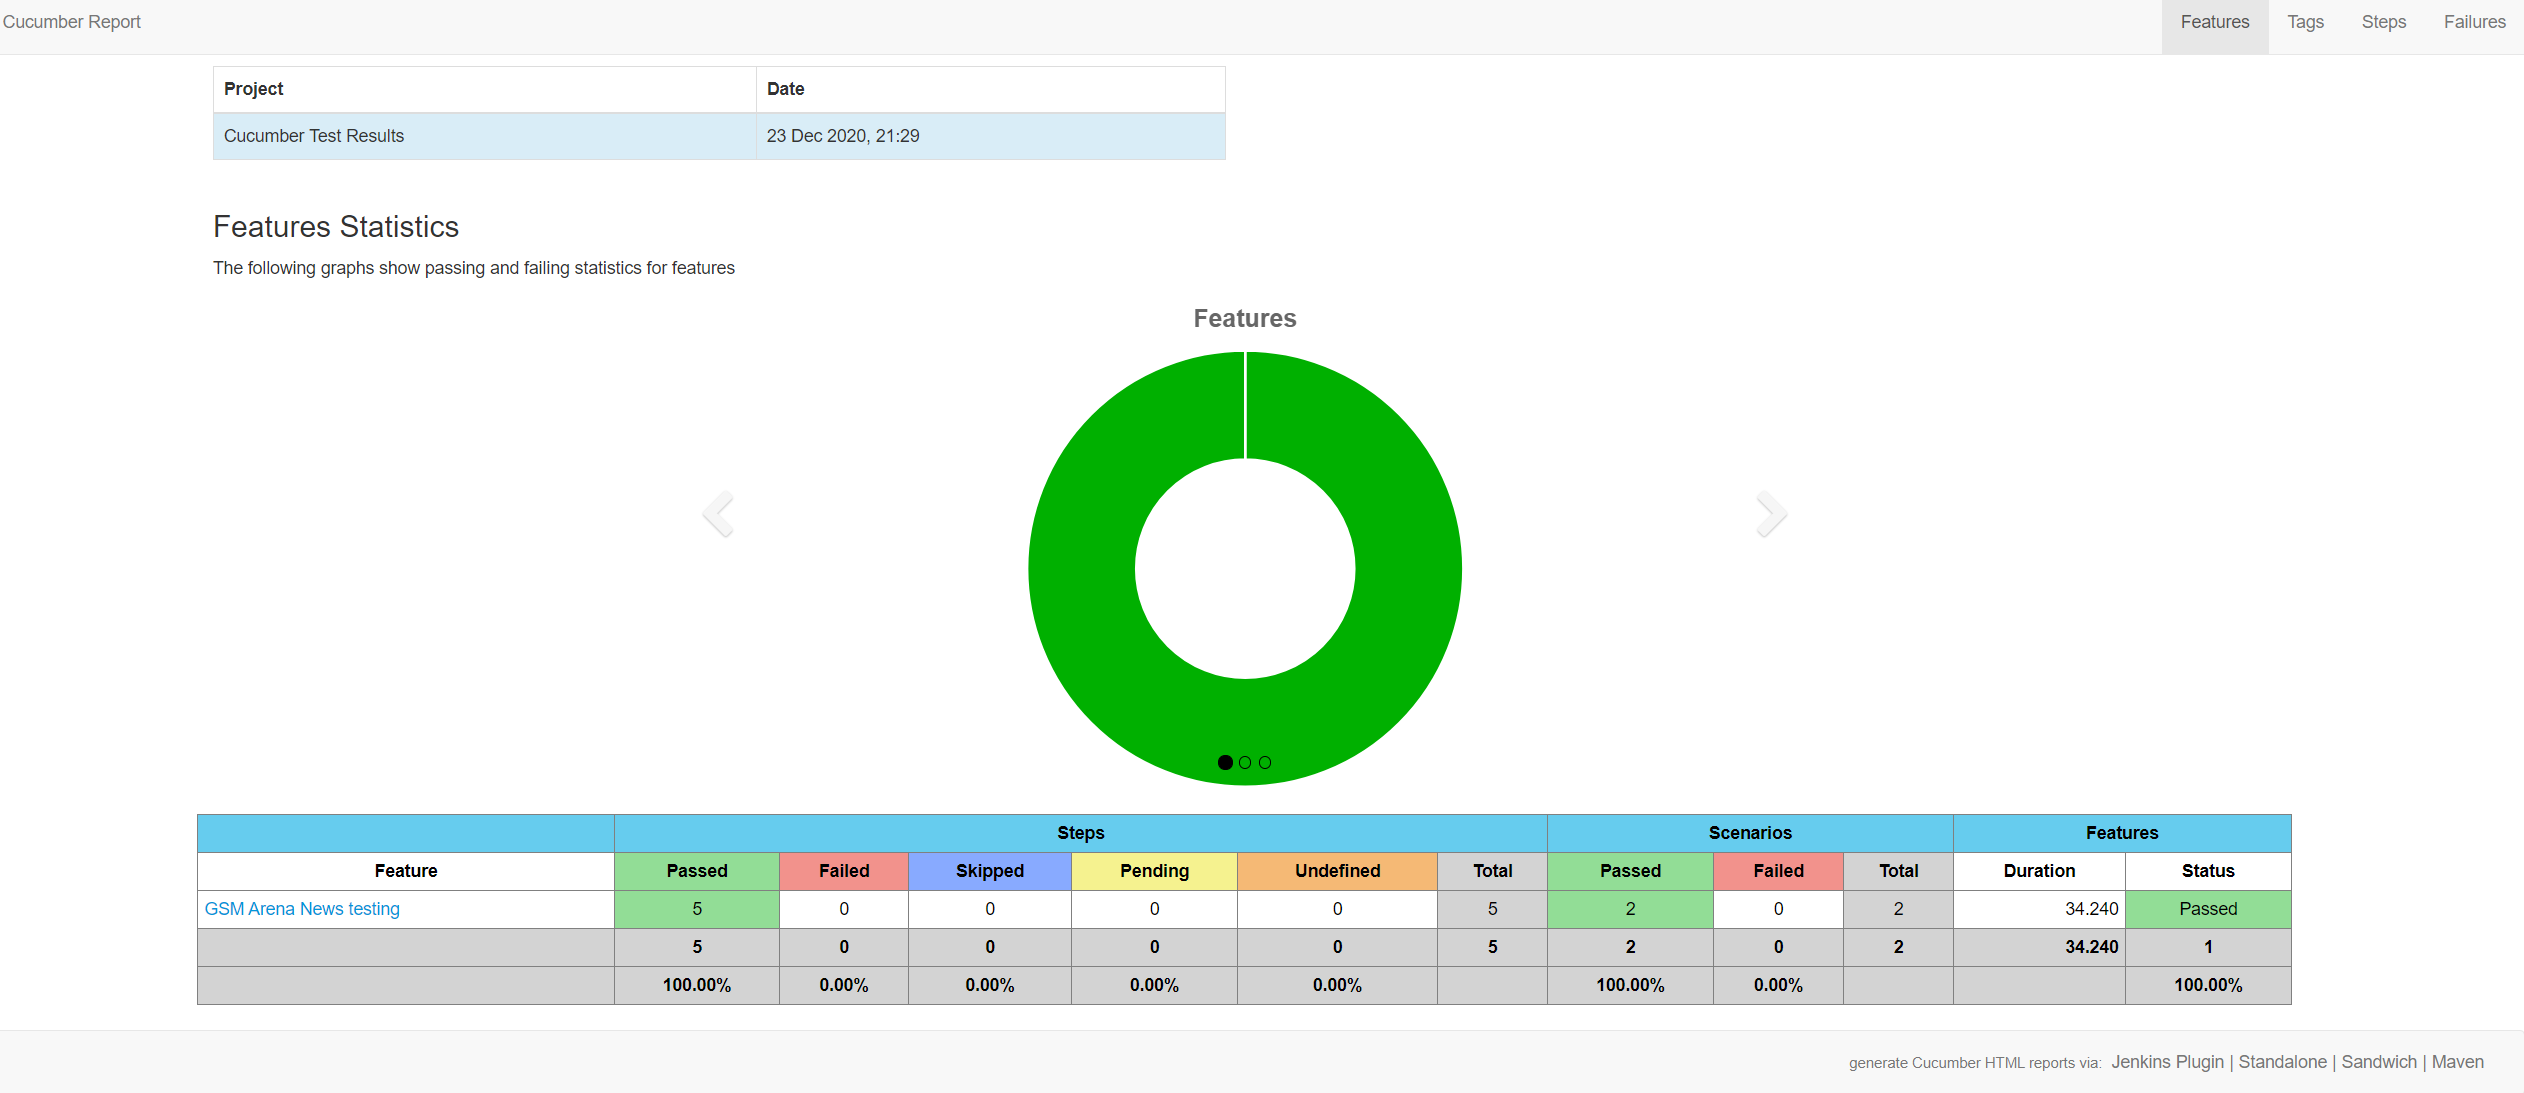 Cucumber Report Features Tags Steps Failures
Project Date
Cucumber Test Results 23 Dec 2020, 21:29
Features Statistics
The following graphs show passing and failing statistics for features
Features
Steps Scenarios Features
Feature Passed Failed Skipped Pending Undefined Total Passed Failed Total Duration Status
GSM Arena News testing 5 0 0 0 0 5 2 0 2 34.240 Passed
5 0 0 0 0 5 2 0 2 34.240 1
100.00% 0.00% 0.00% 0.00% 0.00% 100.00% 0.00% 100.00%
generate Cucumber HTML reports via: Jenkins Plugin | Standalone | Sandwich | Maven